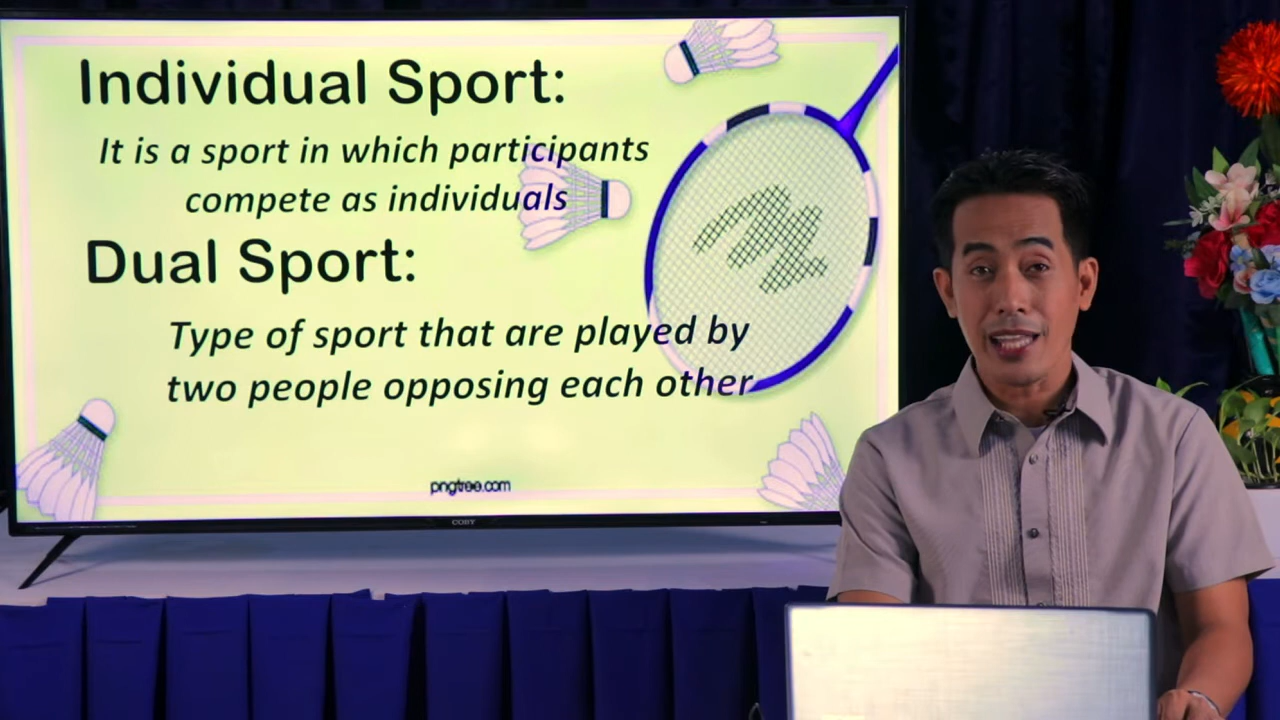 Individual Sport:
It is a sport in which participants
compete as individuals
Dual Sport:
Type of sport that are played by
two people opposing each other
pngtree.com
COBY